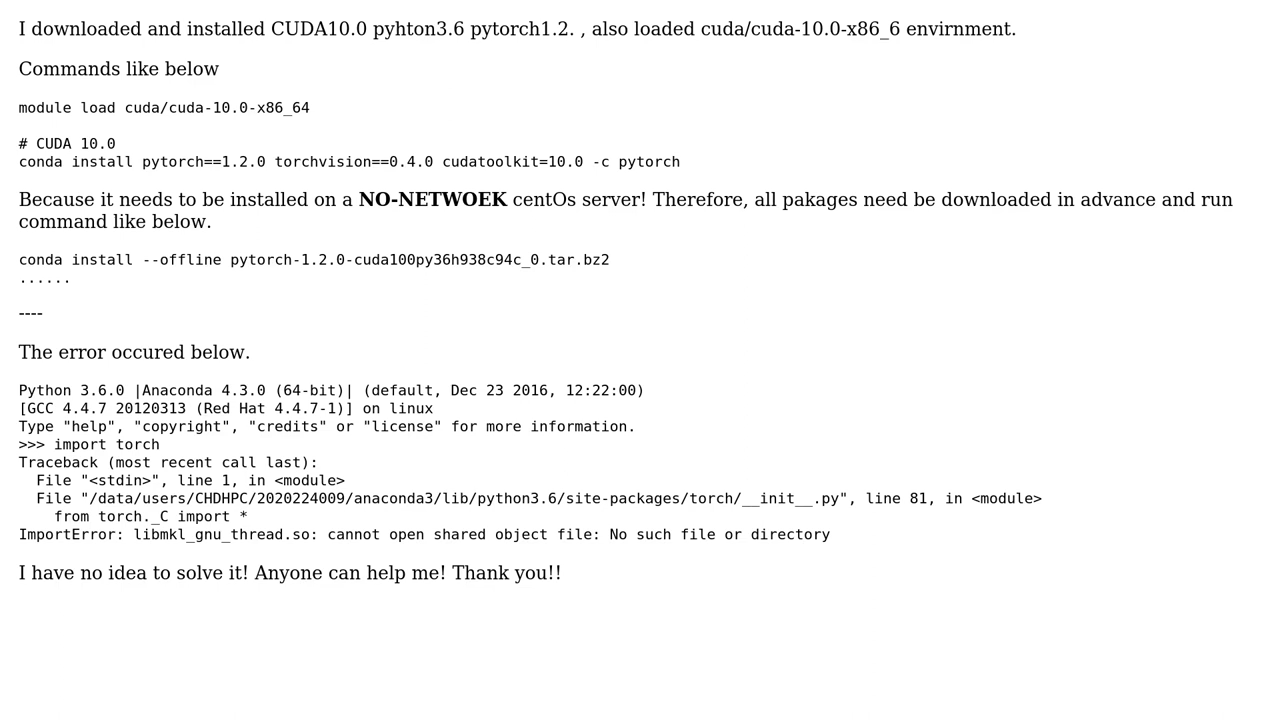 I downloaded and installed CUDA10.0 pyhton3.6 pytorch1.2. , also loaded cuda/cuda-10.0-x86_6 envirnment.
Commands like below
module load cuda/cuda-10.0-x86_64
# CUDA 10.0
conda install pytorch==1.2.0 torchvision==0.4.0 cudatoolkit=10.0 -c pytorch
Because it needs to be installed on a NO-NETWOEK centOs server! Therefore, all pakages need be downloaded in advance and run
command like below.
conda install --offline pytorch-1.2.0-cuda100py36h938c94c_0.tar.bz2
......
----
The error occured below.
Python 3.6.0 |Anaconda 4.3.0 (64-bit)| (default, Dec 23 2016, 12:22:00)
[GCC 4.4.7 20120313 (Red Hat 4.4.7-1)] on linux
Type "help", "copyright", "credits" or "license" for more information.
>>> import torch
Traceback (most recent call last):
  File "<stdin>", line 1, in <module>
  File "/data/users/CHDHPC/2020224009/anaconda3/lib/python3.6/site-packages/torch/__init__.py", line 81, in <module>
    from torch._C import *
ImportError: libmkl_gnu_thread.so: cannot open shared object file: No such file or directory
I have no idea to solve it! Anyone can help me! Thank you!!